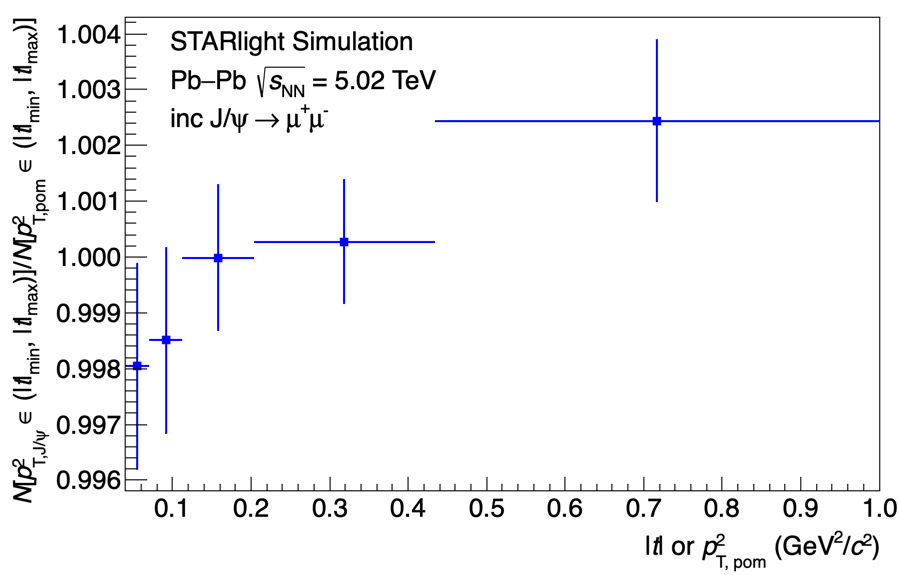 STARlight Simulation
Pb–Pb √sNN = 5.02 TeV
inc J/ψ → μ+μ-
N[p²T,J/ψ ∈ (|t|min, |t|max)]/N[p²T,pom ∈ (|t|min, |t|max)]
1.004
1.003
1.002
1.001
1.000
0.999
0.998
0.997
0.996
0.1 0.2 0.3 0.4 0.5 0.6 0.7 0.8 0.9 1.0
|t| or p²T, pom (GeV²/c²)